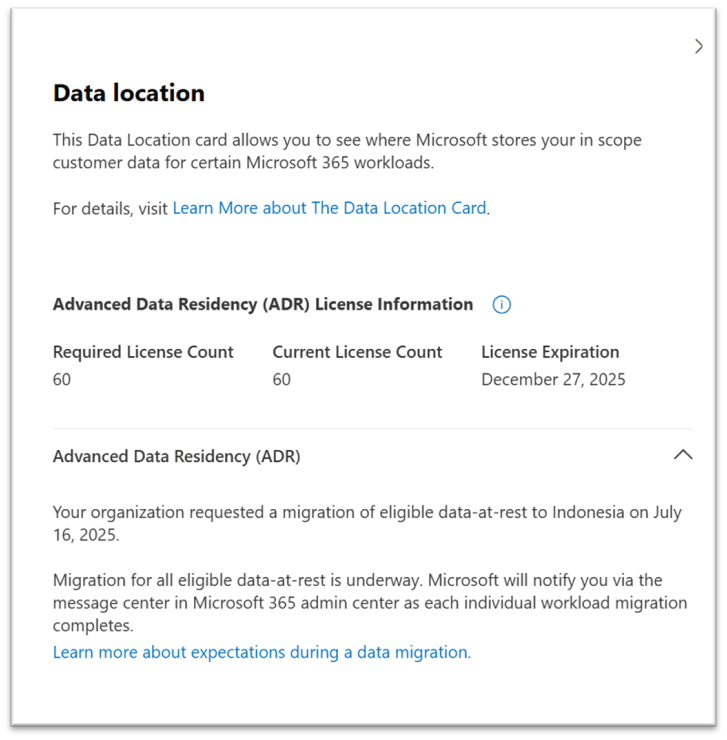 Data location
This Data Location card allows you to see where Microsoft stores your in scope
customer data for certain Microsoft 365 workloads.
For details, visit Learn More about The Data Location Card.
Advanced Data Residency (ADR) License Information
Required License Count Current License Count License Expiration
60 60 December 27, 2025
Advanced Data Residency (ADR)
Your organization requested a migration of eligible data-at-rest to Indonesia on July
16, 2025.
Migration for all eligible data-at-rest is underway. Microsoft will notify you via the
message center in Microsoft 365 admin center as each individual workload migration
completes.
Learn more about expectations during a data migration.